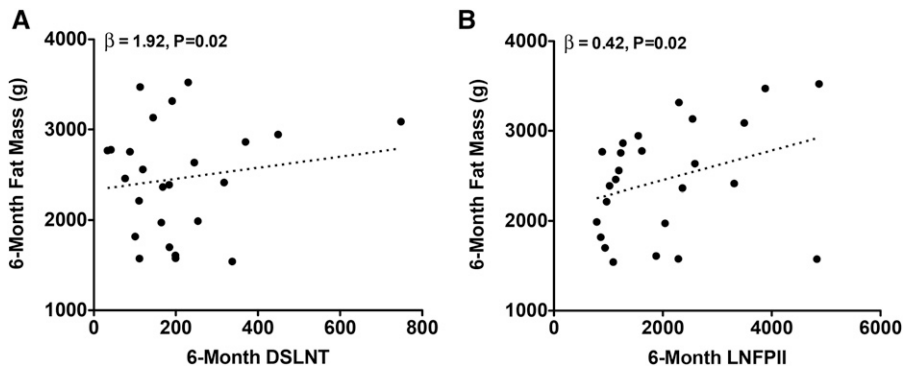 A
β = 1.92, P=0.02
6-Month Fat Mass (g)
4000
3000
2000
1000
0
200
400
600
800
6-Month DSLNT
B
β = 0.42, P=0.02
6-Month Fat Mass (g)
4000
3000
2000
1000
0
2000
4000
6000
6-Month LNFPII